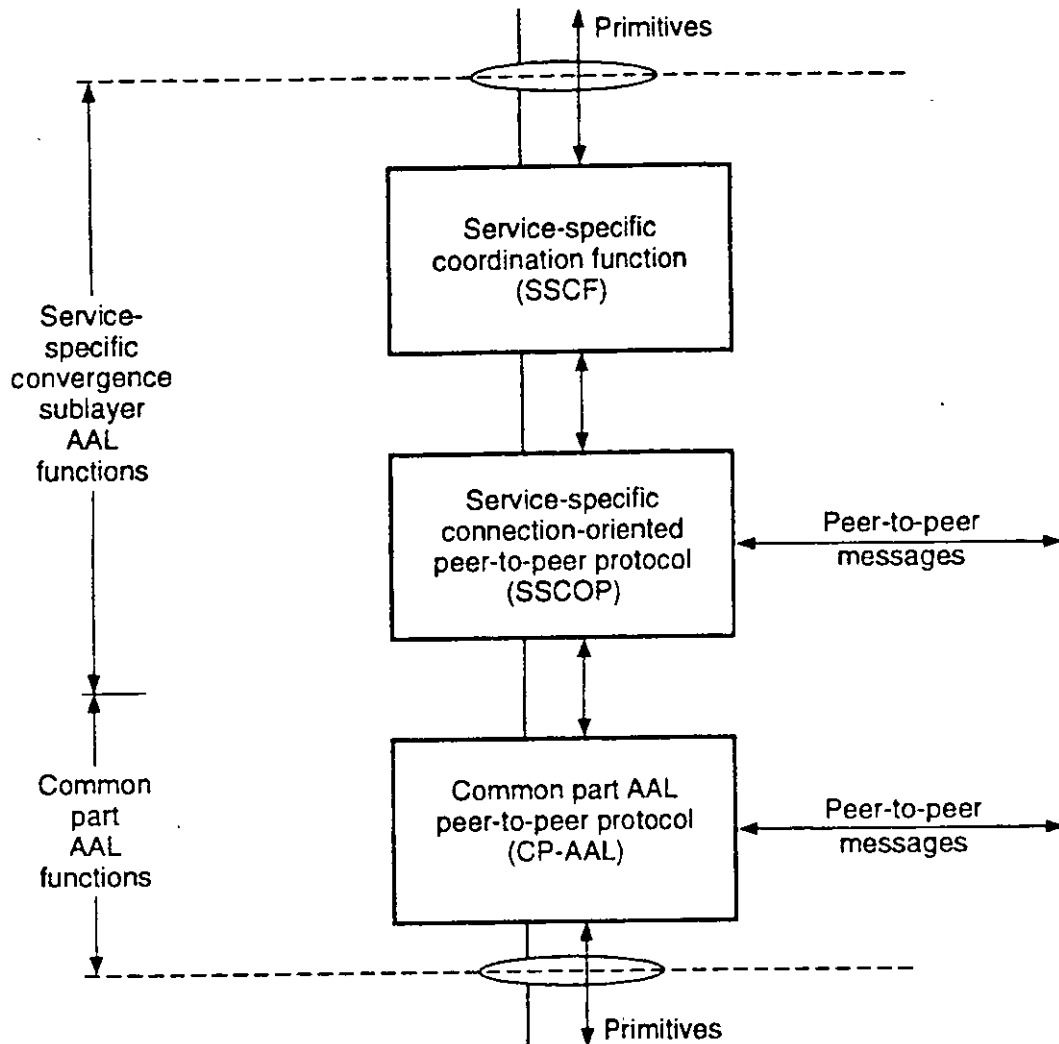 Primitives
Service-specific
coordination function
(SSCF)
Service-
specific
convergence
sublayer
AAL
functions
Service-specific
connection-oriented
peer-to-peer protocol
(SSCOP)
Peer-to-peer
messages
Common
part
AAL
functions
Common part AAL
peer-to-peer protocol
(CP-AAL)
Peer-to-peer
messages
Primitives